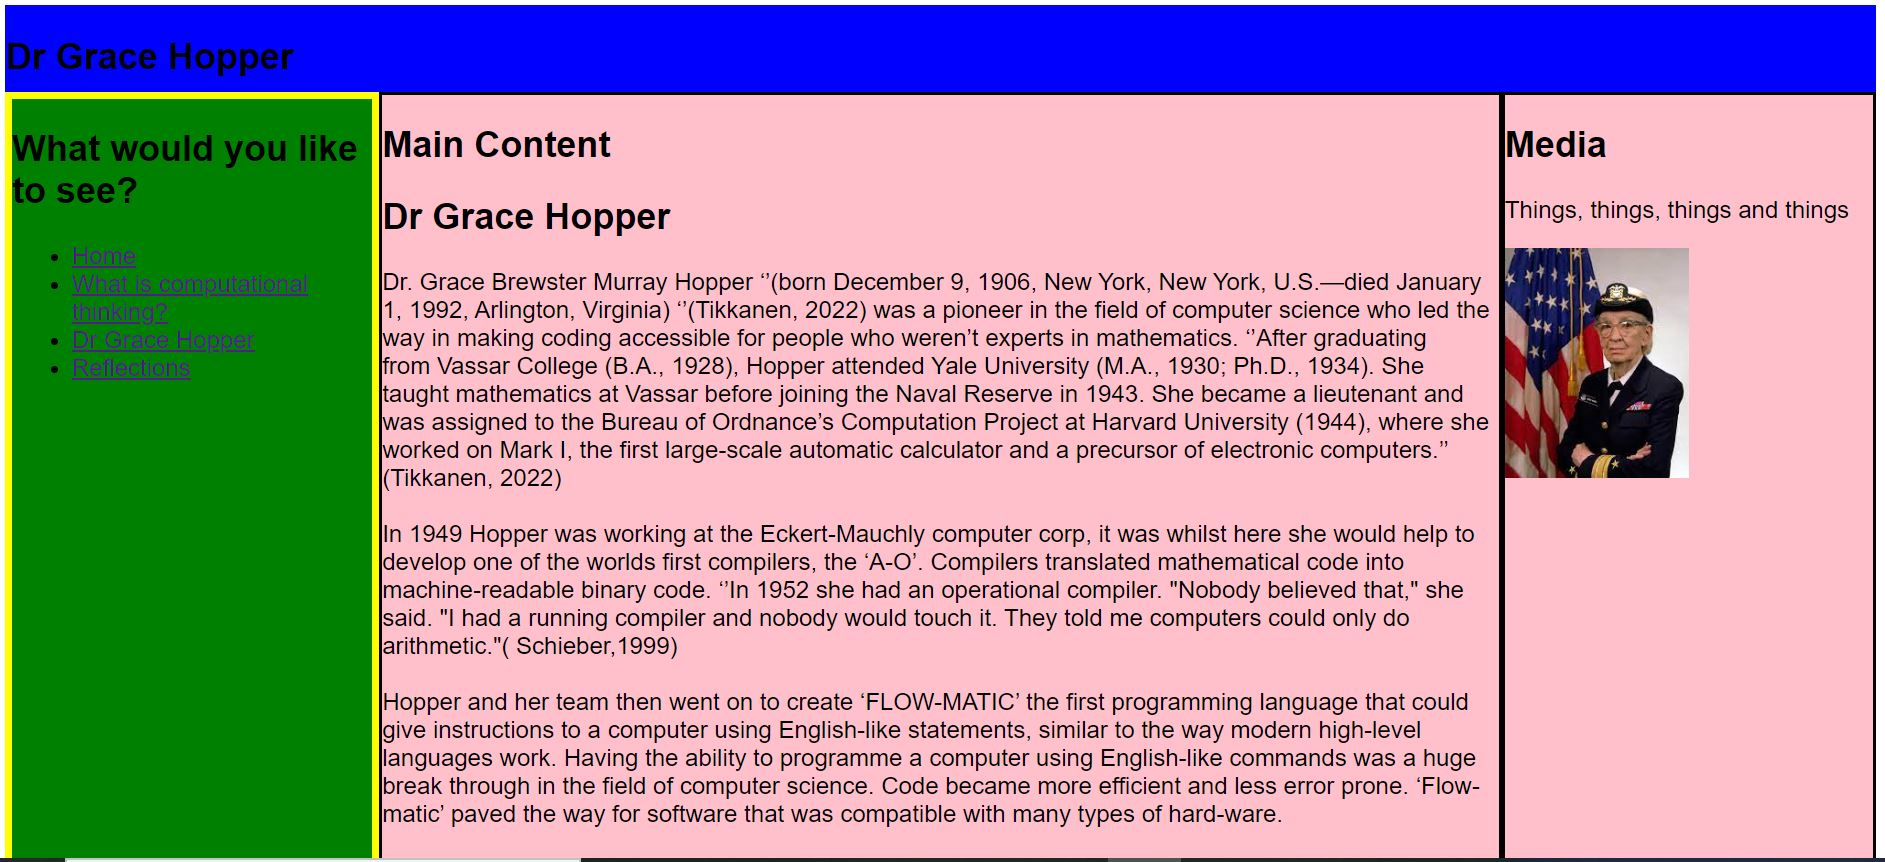 Dr Grace Hopper
What would you like
to see?
Home
What is computational
thinking?
Dr Grace Hopper
Reflections
Main Content
Dr Grace Hopper
Dr. Grace Brewster Murray Hopper ‘’(born December 9, 1906, New York, New York, U.S.—died January
1, 1992, Arlington, Virginia) ‘’(Tikkanen, 2022) was a pioneer in the field of computer science who led the
way in making coding accessible for people who weren’t experts in mathematics. ‘’After graduating
from Vassar College (B.A., 1928), Hopper attended Yale University (M.A., 1930; Ph.D., 1934). She
taught mathematics at Vassar before joining the Naval Reserve in 1943. She became a lieutenant and
was assigned to the Bureau of Ordnance’s Computation Project at Harvard University (1944), where she
worked on Mark I, the first large-scale automatic calculator and a precursor of electronic computers.’’
(Tikkanen, 2022)
In 1949 Hopper was working at the Eckert-Mauchly computer corp, it was whilst here she would help to
develop one of the worlds first compilers, the ‘A-O’. Compilers translated mathematical code into
machine-readable binary code. ‘’In 1952 she had an operational compiler. "Nobody believed that," she
said. "I had a running compiler and nobody would touch it. They told me computers could only do
arithmetic."( Schieber,1999)
Hopper and her team then went on to create ‘FLOW-MATIC’ the first programming language that could
give instructions to a computer using English-like statements, similar to the way modern high-level
languages work. Having the ability to programme a computer using English-like commands was a huge
break through in the field of computer science. Code became more efficient and less error prone. ‘Flow-
matic’ paved the way for software that was compatible with many types of hard-ware.
Media
Things, things, things and things